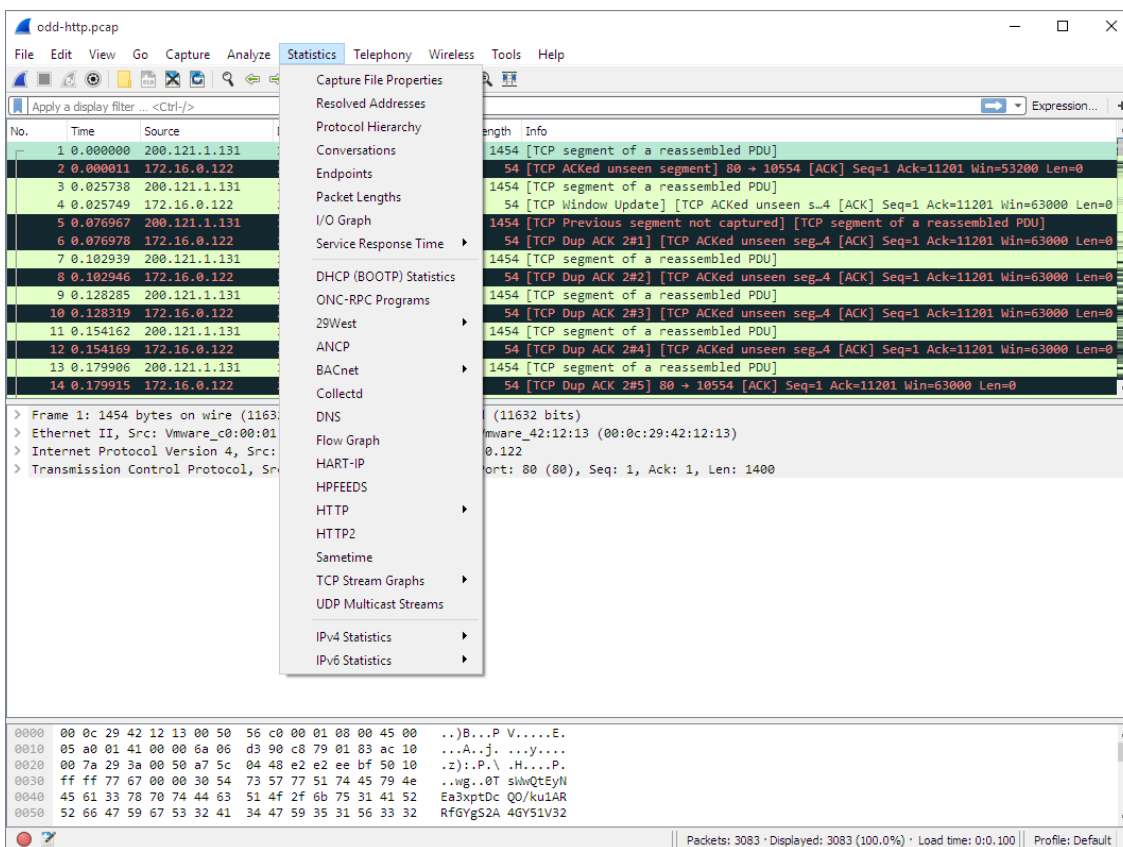 odd-http.pcap
File Edit View Go Capture Analyze Statistics Telephony Wireless Tools Help
Apply a display filter ... <Ctrl-/> Expression... +
No. Time Source ength Info
1 0.000000 200.121.1.131 1454 [TCP segment of a reassembled PDU]
2 0.000011 172.16.0.122 54 [TCP ACKed unseen segment] 80 → 10554 [ACK] Seq=1 Ack=11201 Win=53200 Len=0
3 0.025738 200.121.1.131 1454 [TCP segment of a reassembled PDU]
4 0.025749 172.16.0.122 54 [TCP Window Update] [TCP ACKed unseen s…4 [ACK] Seq=1 Ack=11201 Win=63000 Len=0
5 0.076967 200.121.1.131 1454 [TCP Previous segment not captured] [TCP segment of a reassembled PDU]
6 0.076978 172.16.0.122 54 [TCP Dup ACK 2#1] [TCP ACKed unseen seg…4 [ACK] Seq=1 Ack=11201 Win=63000 Len=0
7 0.102939 200.121.1.131 1454 [TCP segment of a reassembled PDU]
8 0.102946 172.16.0.122 54 [TCP Dup ACK 2#2] [TCP ACKed unseen seg…4 [ACK] Seq=1 Ack=11201 Win=63000 Len=0
9 0.128285 200.121.1.131 1454 [TCP segment of a reassembled PDU]
10 0.128319 172.16.0.122 54 [TCP Dup ACK 2#3] [TCP ACKed unseen seg…4 [ACK] Seq=1 Ack=11201 Win=63000 Len=0
11 0.154162 200.121.1.131 1454 [TCP segment of a reassembled PDU]
12 0.154169 172.16.0.122 54 [TCP Dup ACK 2#4] [TCP ACKed unseen seg…4 [ACK] Seq=1 Ack=11201 Win=63000 Len=0
13 0.179906 200.121.1.131 1454 [TCP segment of a reassembled PDU]
14 0.179915 172.16.0.122 54 [TCP Dup ACK 2#5] 80 → 10554 [ACK] Seq=1 Ack=11201 Win=63000 Len=0
Capture File Properties
Resolved Addresses
Protocol Hierarchy
Conversations
Endpoints
Packet Lengths
I/O Graph
Service Response Time
DHCP (BOOTP) Statistics
ONC-RPC Programs
29West
ANCP
BACnet
Collectd
DNS
Flow Graph
HART-IP
HPFEEDS
HTTP
HTTP2
Sametime
TCP Stream Graphs
UDP Multicast Streams
IPv4 Statistics
IPv6 Statistics
> Frame 1: 1454 bytes on wire (1163 (11632 bits)
> Ethernet II, Src: Vmware_c0:00:01 mware_42:12:13 (00:0c:29:42:12:13)
> Internet Protocol Version 4, Src: 0.122
> Transmission Control Protocol, Sr ort: 80 (80), Seq: 1, Ack: 1, Len: 1400
0000 00 0c 29 42 12 13 00 50 56 c0 00 01 08 00 45 00 ..)B...P V.....E.
0010 05 a0 01 41 00 00 6a 06 d3 90 c8 79 01 83 ac 10 ...A..j. ...y....
0020 00 7a 29 3a 00 50 a7 5c 04 48 e2 e2 ee bf 50 10 .z):.P.\ .H....P.
0030 ff ff 77 67 00 00 30 54 73 57 77 51 74 45 79 4e ..wg..0T sWwQtEyN
0040 45 61 33 78 70 74 44 63 51 4f 2f 6b 75 31 41 52 Ea3xptDc QO/ku1AR
0050 52 66 47 59 67 53 32 41 34 47 59 35 31 56 33 32 RfGYgS2A 4GY51V32
Packets: 3083 · Displayed: 3083 (100.0%) · Load time: 0:0.100 Profile: Default